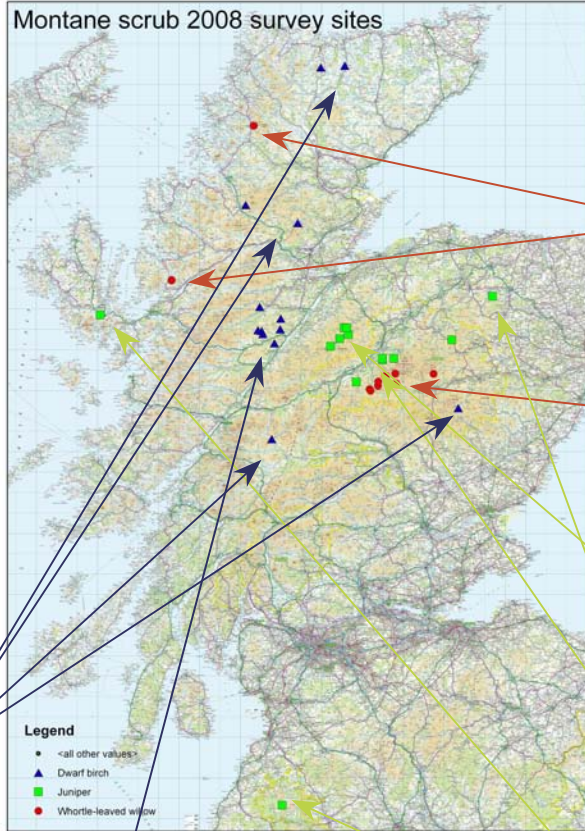 Montane scrub 2008 survey sites
Legend
<all other values>
Dwarf birch
Juniper
Whortle-leaved willow